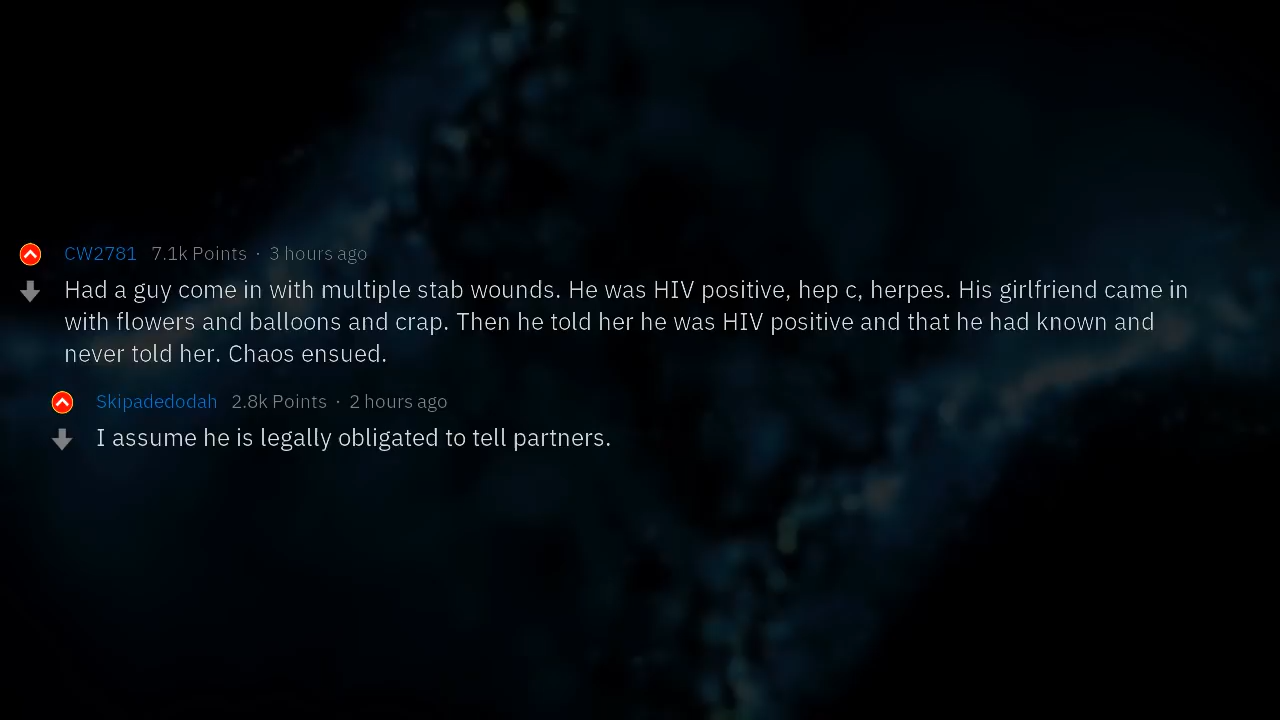 CW2781 7.1k Points · 3 hours ago
Had a guy come in with multiple stab wounds. He was HIV positive, hep c, herpes. His girlfriend came in
with flowers and balloons and crap. Then he told her he was HIV positive and that he had known and
never told her. Chaos ensued.
Skipadedodah 2.8k Points · 2 hours ago
I assume he is legally obligated to tell partners.